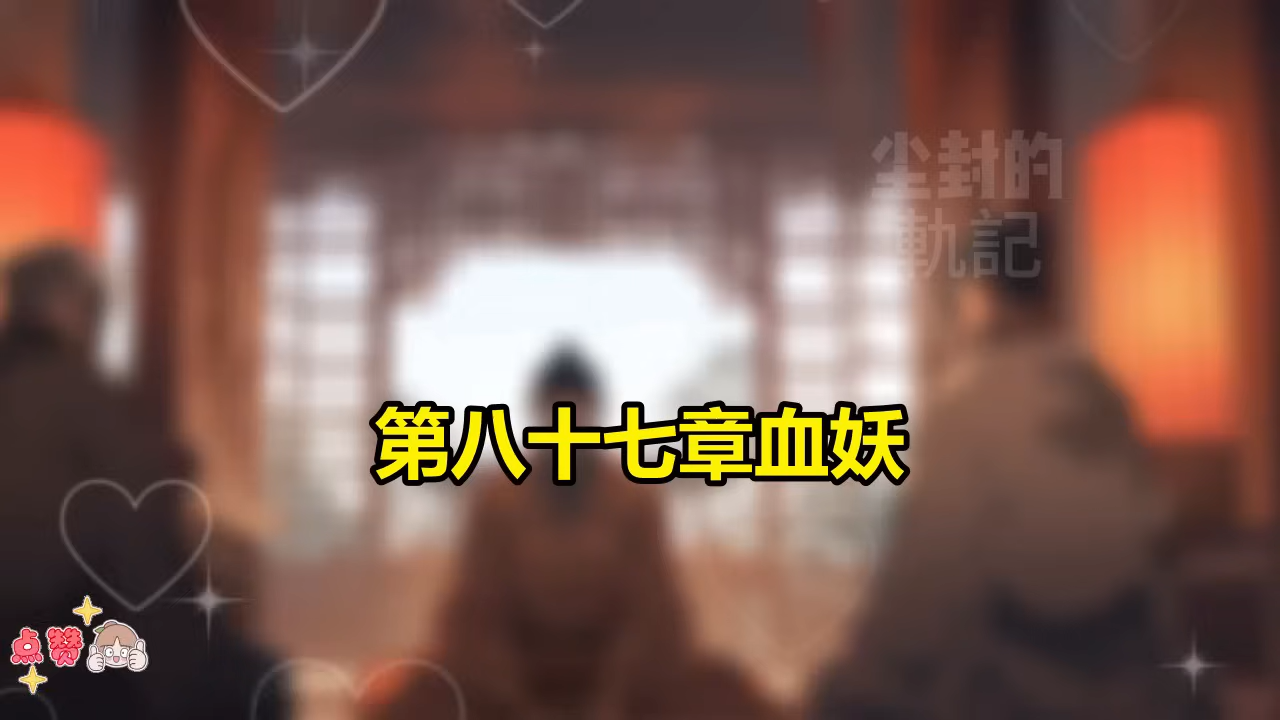 尘封的
軌記
第八十七章血妖
点赞